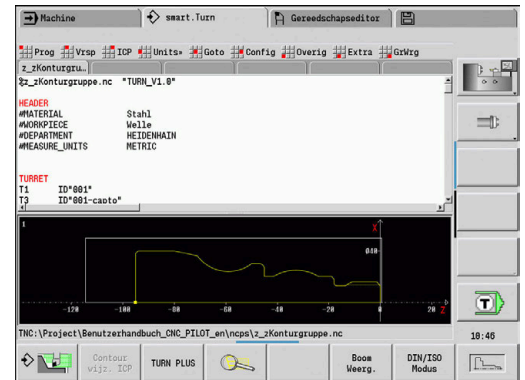 Machine
smart.Turn
Gereedschapseditor
Prog Vrsp ICP Units» Goto Config Overig Extra GrWrg
z_zKonturgru…
%z_zKonturgruppe.nc "TURN_V1.0"
HEADER
#MATERIAL Stahl
#WORKPIECE Welle
#DEPARTMENT HEIDENHAIN
#MEASURE_UNITS METRIC
TURRET
T1 ID"001"
T3 ID"001-capto"
1
X
ø40
-120 -100 -80 -60 -40 -20 0 20 Z
TNC:\Project\Benutzerhandbuch_CNC_PILOT_en\ncps\z_zKonturgruppe.nc
T
10:46
Contour wijz. ICP
TURN PLUS
Boom Weerg.
DIN/ISO Modus